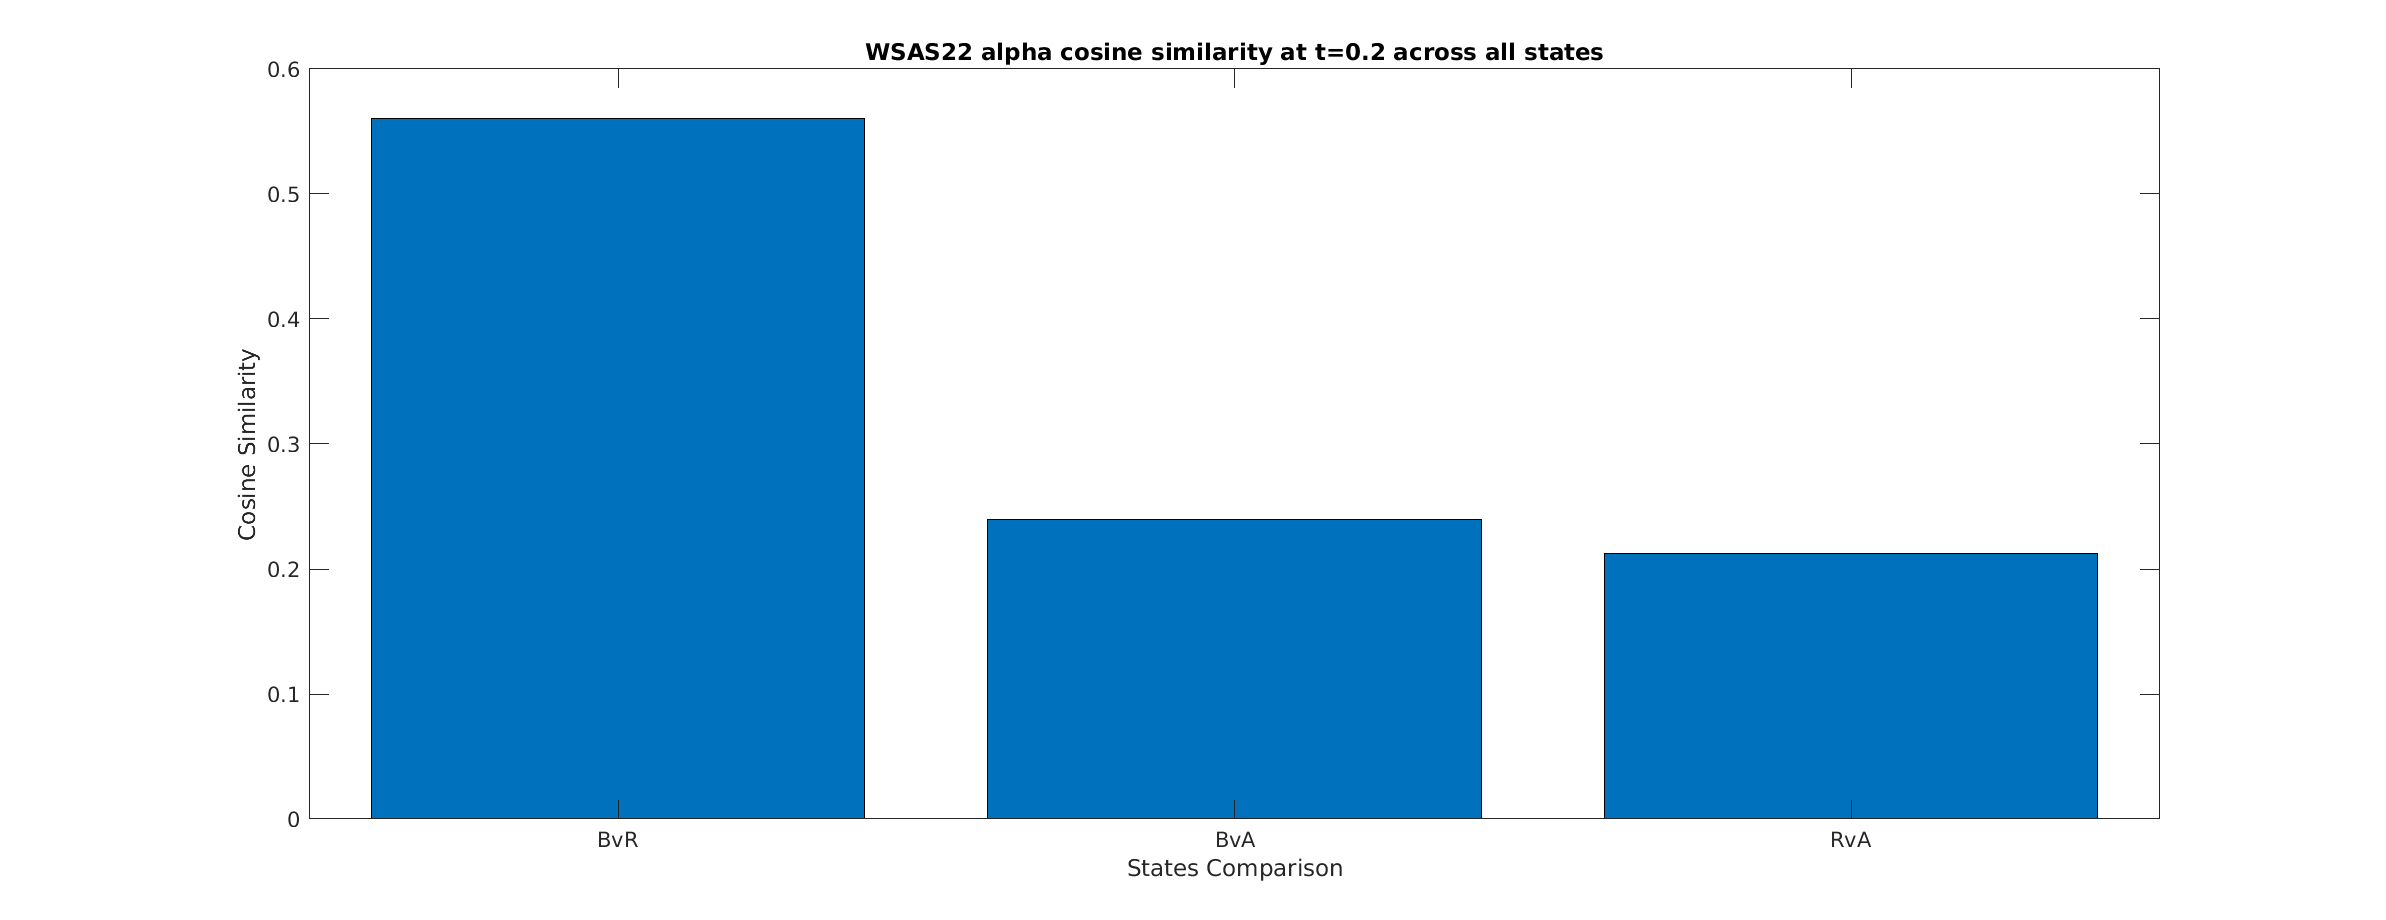 WSAS22 alpha cosine similarity at t=0.2 across all states
0.6
0.5
0.4
0.3
0.2
0.1
0
Cosine Similarity
BvR BvA RvA
States Comparison